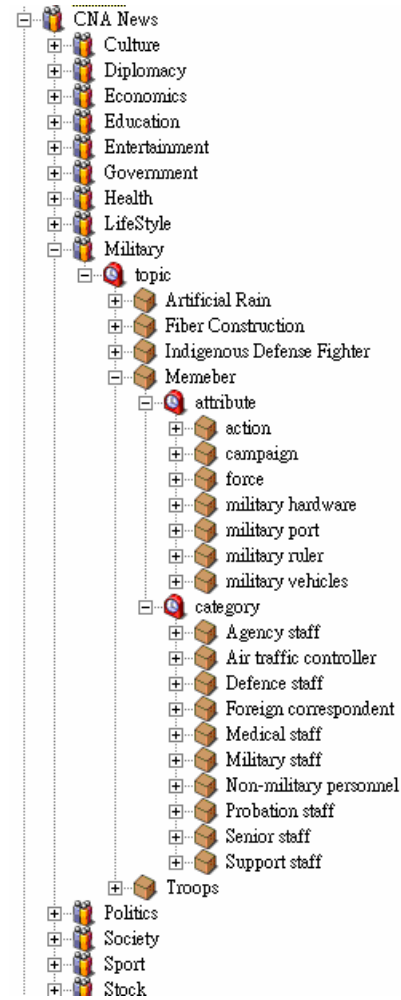 CNA News
Culture
Diplomacy
Economics
Education
Entertainment
Government
Health
LifeStyle
Military
topic
Artificial Rain
Fiber Construction
Indigenous Defense Fighter
Memeber
attribute
action
campaign
force
military hardware
military port
military ruler
military vehicles
category
Agency staff
Air traffic controller
Defence staff
Foreign correspondent
Medical staff
Military staff
Non-military personnel
Probation staff
Senior staff
Support staff
Troops
Politics
Society
Sport
Stock